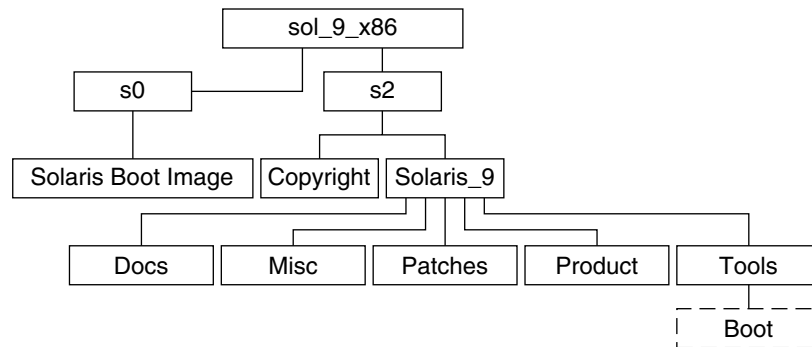 sol_9_x86
s0
s2
Solaris Boot Image
Copyright
Solaris_9
Docs
Misc
Patches
Product
Tools
Boot